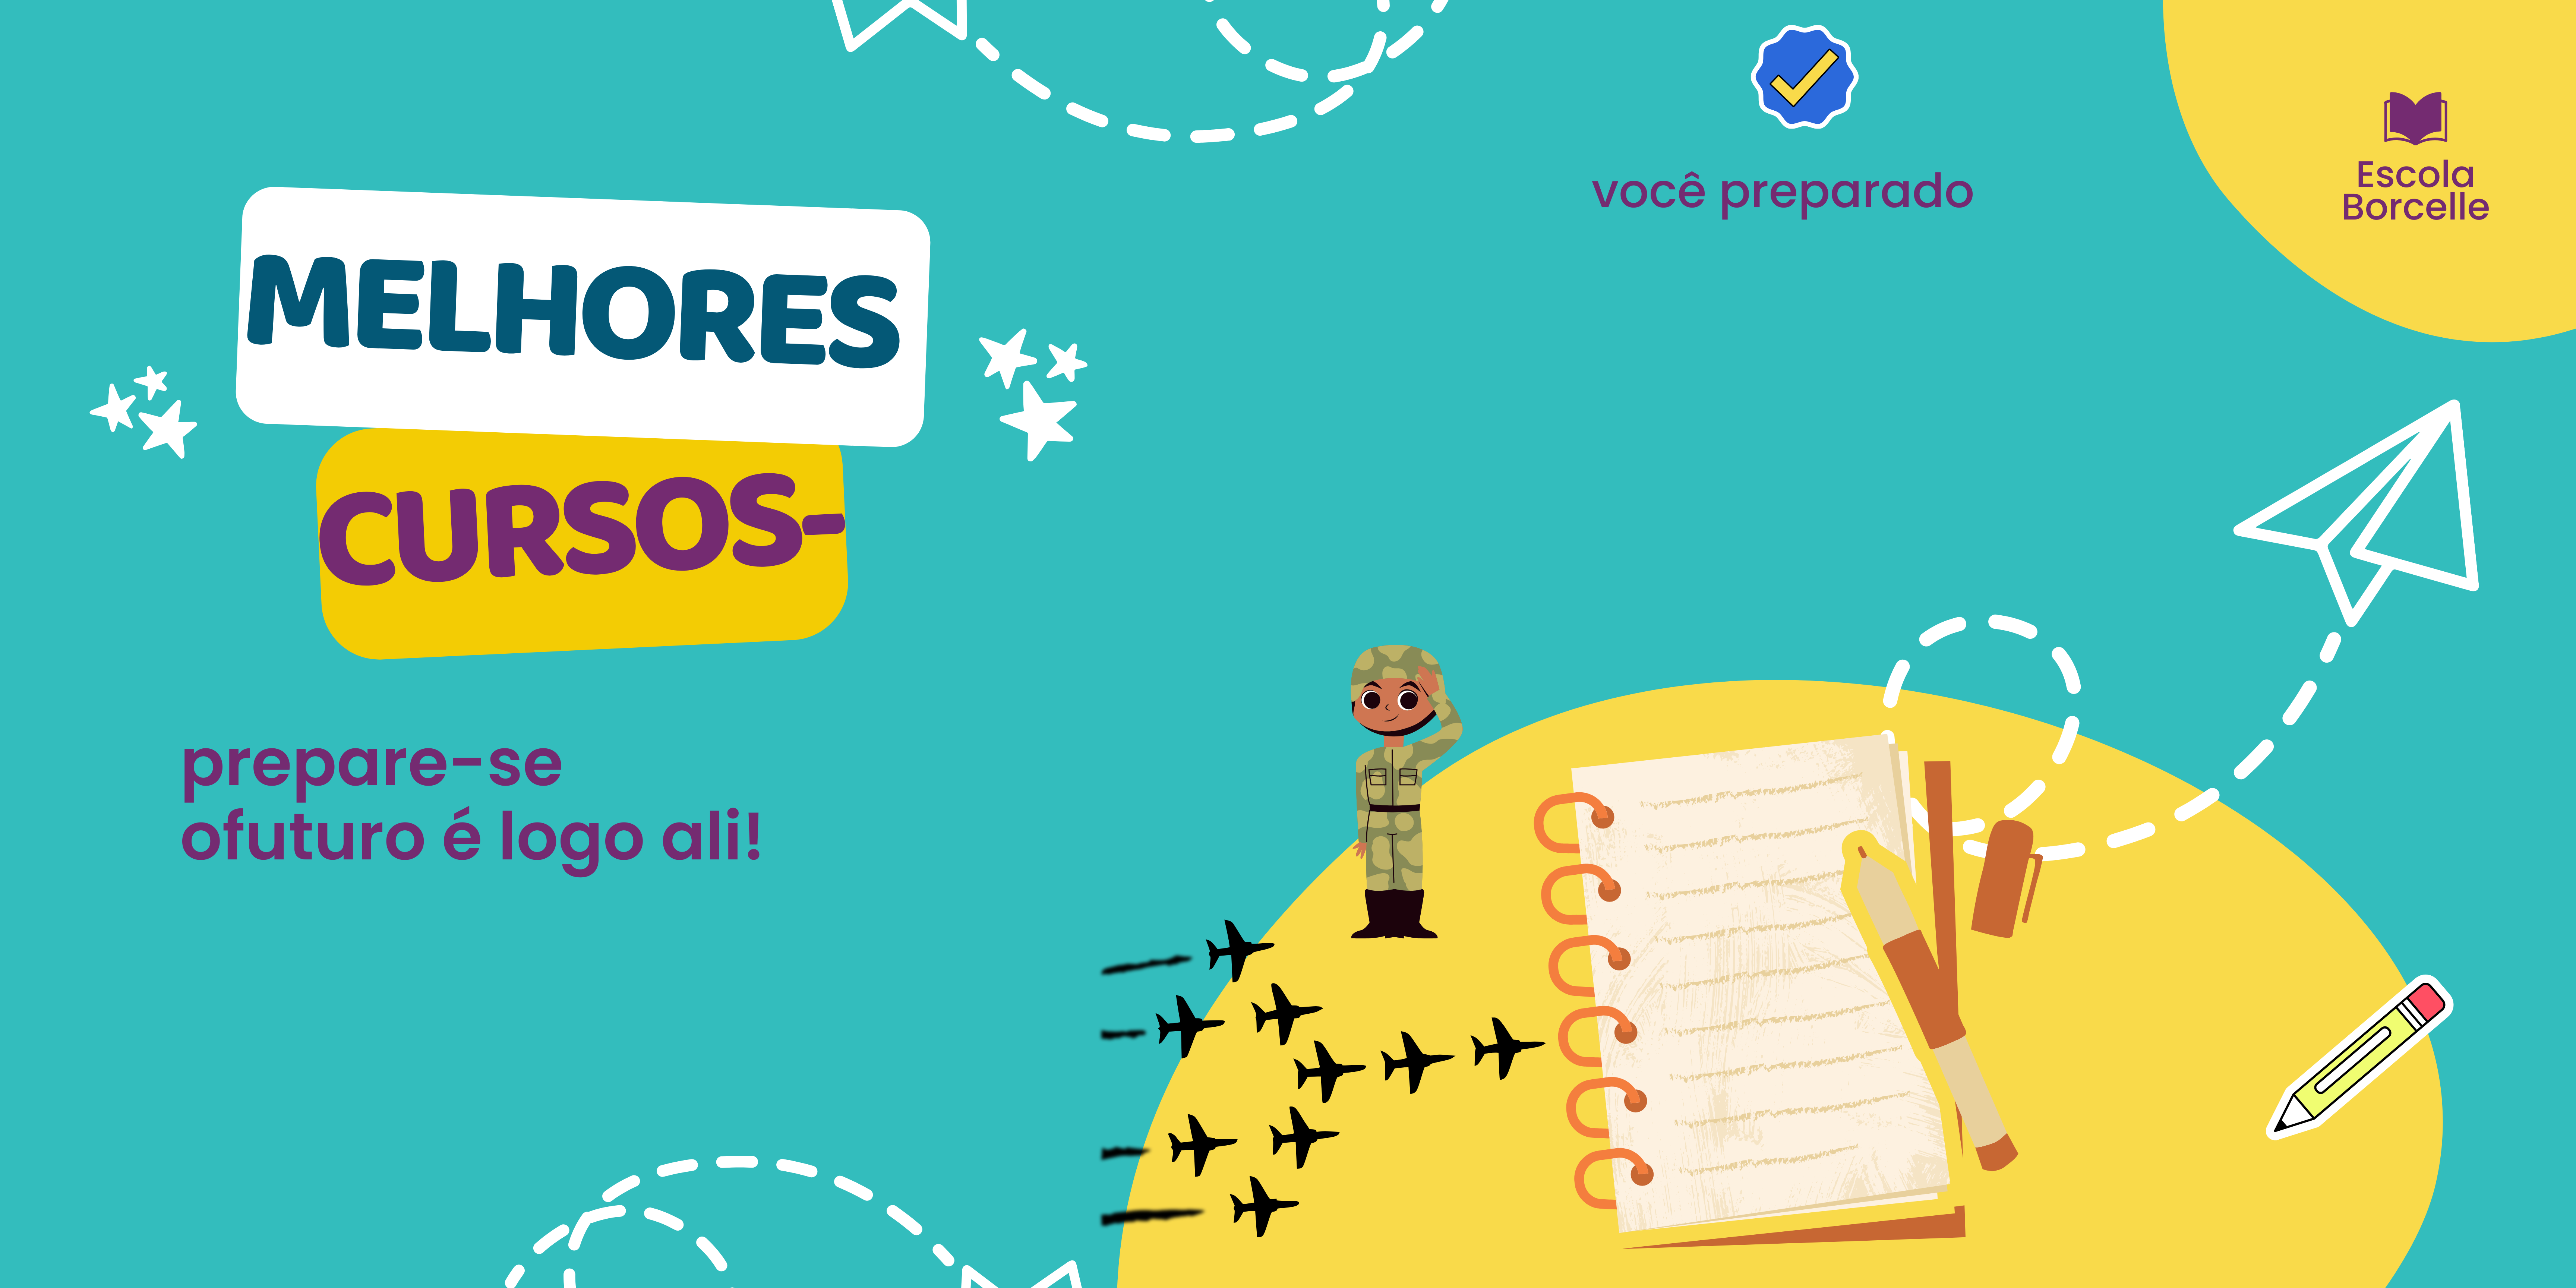 você preparado
Escola
Borcelle
MELHORES
CURSOS-
prepare-se
ofuturo é logo ali!